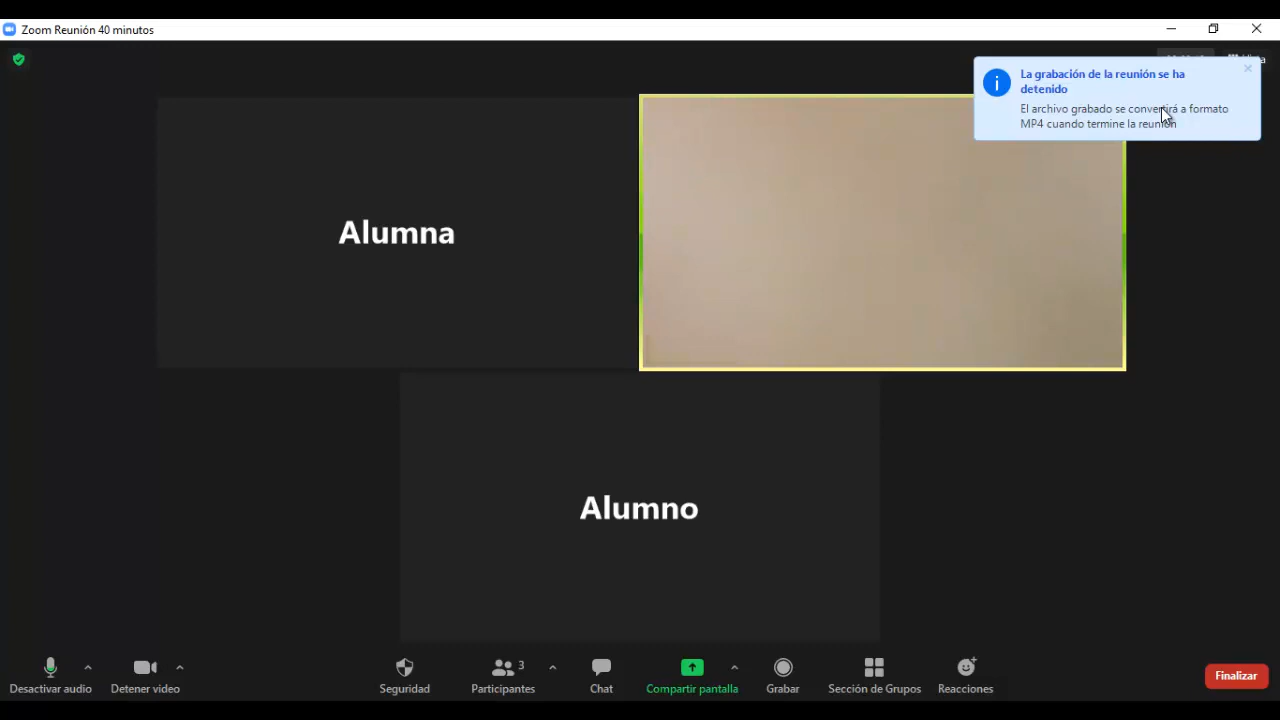 Zoom Reunión 40 minutos
La grabación de la reunión se ha
detenido
El archivo grabado se convertirá a formato
MP4 cuando termine la reunión
Alumna
Alumno
Desactivar audio
Detener video
Seguridad
3
Participantes
Chat
Compartir pantalla
Grabar
Sección de Grupos
Reacciones
Finalizar